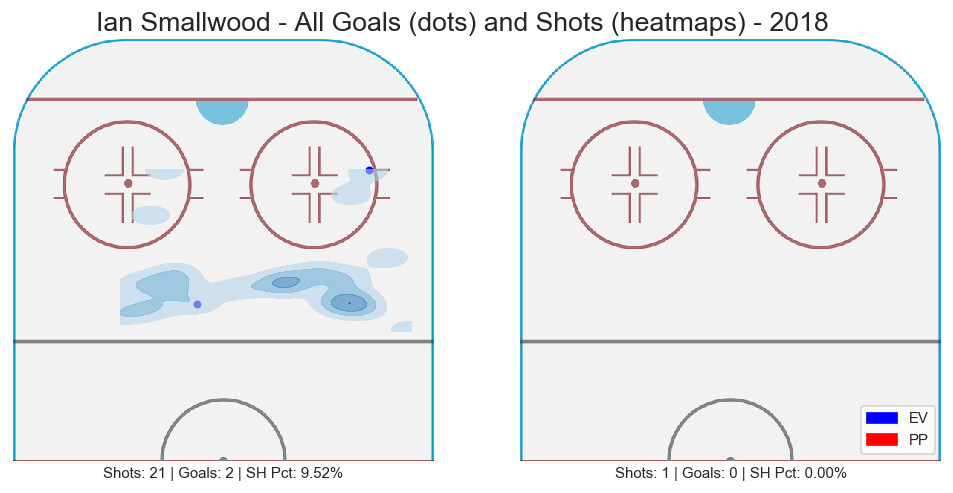 Ian Smallwood - All Goals (dots) and Shots (heatmaps) - 2018
EV
PP
Shots: 21 | Goals: 2 | SH Pct: 9.52%
Shots: 1 | Goals: 0 | SH Pct: 0.00%